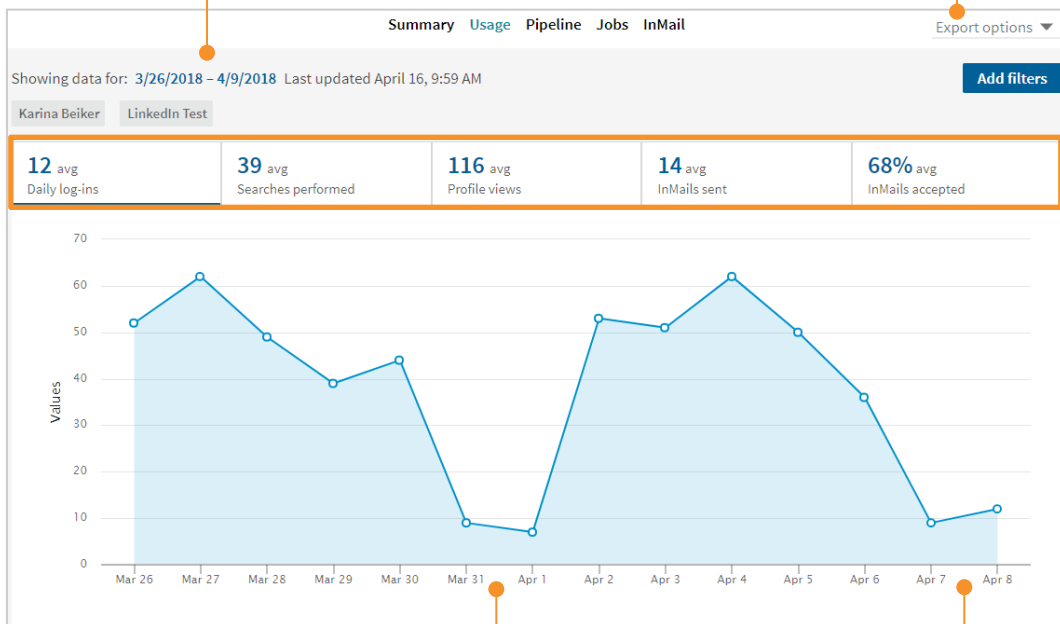 Summary Usage Pipeline Jobs InMail
Export options
Showing data for: 3/26/2018 – 4/9/2018 Last updated April 16, 9:59 AM
Add filters
Karina Beiker LinkedIn Test
12 avg
Daily log-ins
39 avg
Searches performed
116 avg
Profile views
14 avg
InMails sent
68% avg
InMails accepted
70
60
50
40
30
20
10
0
Values
Mar 26 Mar 27 Mar 28 Mar 29 Mar 30 Mar 31 Apr 1 Apr 2 Apr 3 Apr 4 Apr 5 Apr 6 Apr 7 Apr 8